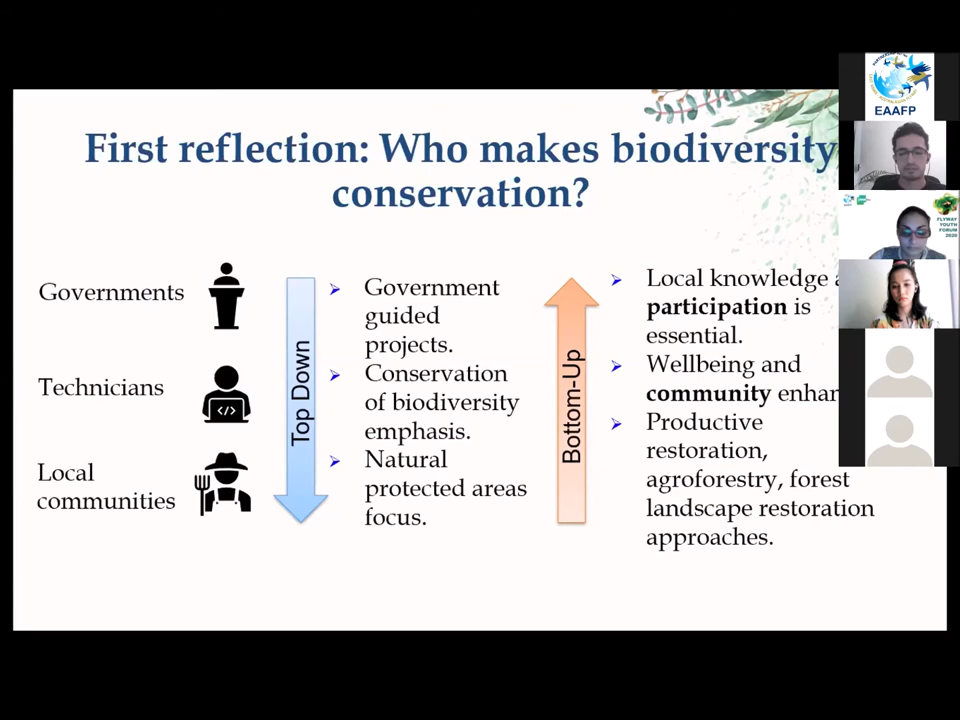 First reflection: Who makes biodiversity
conservation?
Governments
Technicians
Local
communities
Top Down
Government
guided
projects.
Conservation
of biodiversity
emphasis.
Natural
protected areas
focus.
Bottom-Up
Local knowledge
participation is
essential.
Wellbeing and
community
Productive
restoration,
agroforestry, forest
landscape restoration
approaches.
EAAFP
FLYWAY
YOUTH
FORUM
2020